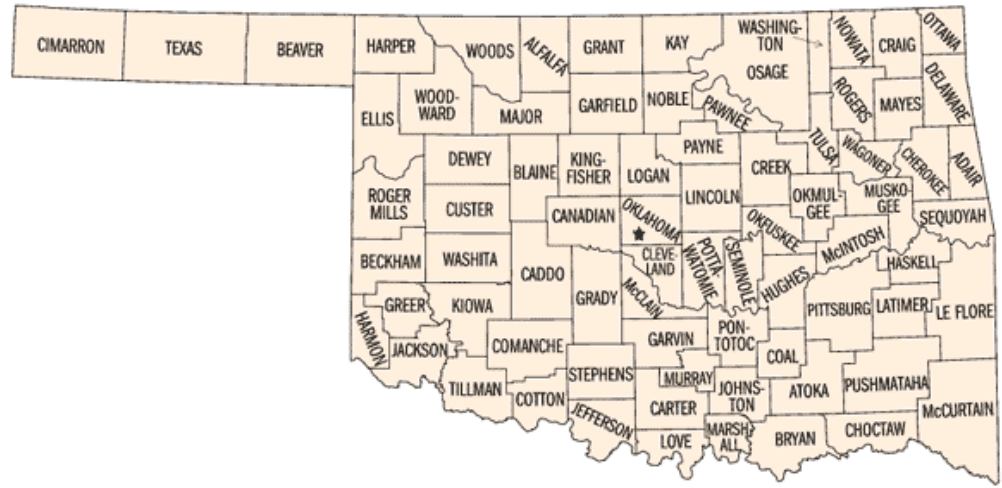 CIMARRON
TEXAS
BEAVER
HARPER
WOODS
ALFALFA
GRANT
KAY
WASHING-
TON
OSAGE
NOWATA
CRAIG
OTTAWA
ELLIS
WOOD-
WARD
MAJOR
GARFIELD
NOBLE
PAWNEE
ROGERS
MAYES
DELAWARE
DEWEY
BLAINE
KING-
FISHER
LOGAN
PAYNE
CREEK
TULSA
WAGONER
CHEROKEE
ADAIR
ROGER
MILLS
CUSTER
CANADIAN
OKLAHOMA
LINCOLN
OKFUSKEE
OKMUL-
GEE
MUSKO-
GEE
SEQUOYAH
BECKHAM
WASHITA
CADDO
GRADY
CLEVE-
LAND
McCLAIN
POTTA-
WATOMIE
SEMINOLE
HUGHES
McINTOSH
HASKELL
GREER
KIOWA
HARMON
JACKSON
COMANCHE
GARVIN
PON-
TOTOC
PITTSBURG
LATIMER
LE FLORE
COAL
TILLMAN
COTTON
STEPHENS
MURRAY
JOHNS-
TON
ATOKA
PUSHMATAHA
McCURTAIN
JEFFERSON
CARTER
LOVE
MARSH-
ALL
BRYAN
CHOCTAW